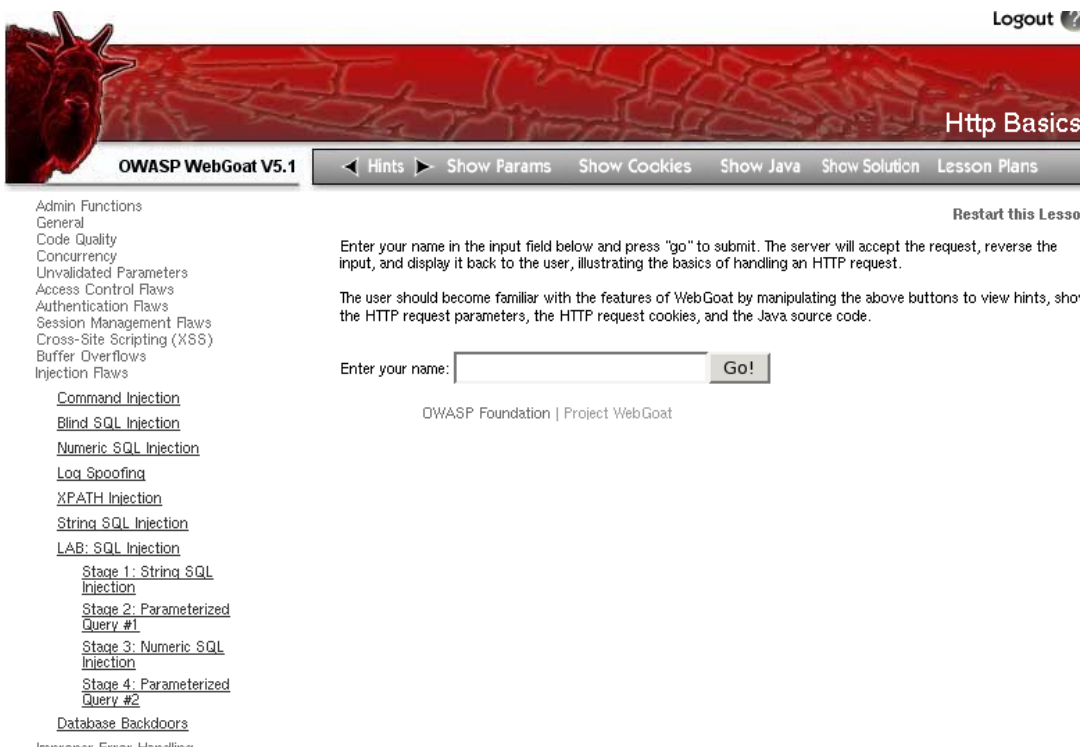 Logout ?
Http Basics
OWASP WebGoat V5.1
Hints Show Params Show Cookies Show Java Show Solution Lesson Plans
Admin Functions
General
Code Quality
Concurrency
Unvalidated Parameters
Access Control Flaws
Authentication Flaws
Session Management Flaws
Cross-Site Scripting (XSS)
Buffer Overflows
Injection Flaws
Command Injection
Blind SQL Injection
Numeric SQL Injection
Log Spoofing
XPATH Injection
String SQL Injection
LAB: SQL Injection
Stage 1: String SQL
Injection
Stage 2: Parameterized
Query #1
Stage 3: Numeric SQL
Injection
Stage 4: Parameterized
Query #2
Database Backdoors
Improper Error Handling
Restart this Lesso
Enter your name in the input field below and press "go" to submit. The server will accept the request, reverse the
input, and display it back to the user, illustrating the basics of handling an HTTP request.
The user should become familiar with the features of WebGoat by manipulating the above buttons to view hints, show
the HTTP request parameters, the HTTP request cookies, and the Java source code.
Enter your name: Go!
OWASP Foundation | Project WebGoat